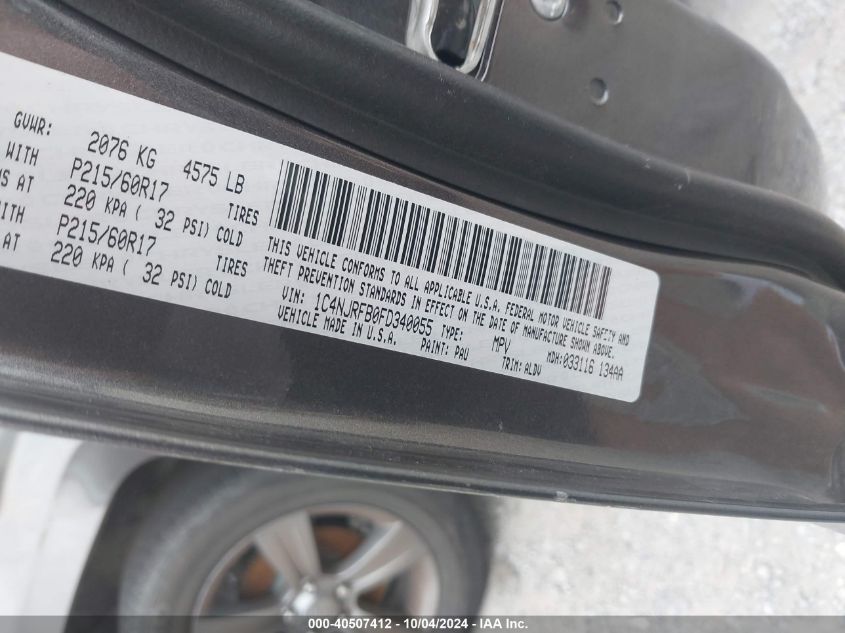 GVWR: 2076 KG 4575 LB
WITH P215/60R17 TIRES
AT 220 KPA ( 32 PSI) COLD
WITH P215/60R17 TIRES
AT 220 KPA ( 32 PSI) COLD
THIS VEHICLE CONFORMS TO ALL APPLICABLE U.S.A. FEDERAL MOTOR VEHICLE SAFETY AND
THEFT PREVENTION STANDARDS IN EFFECT ON THE DATE OF MANUFACTURE SHOWN ABOVE.
VIN: 1C4NJRFB0FD340055 TYPE: MPV MDH:033116 134AA
VEHICLE MADE IN U.S.A. PAINT: PAU TRIM: ALDV
000-40507412 - 10/04/2024 - IAA Inc.